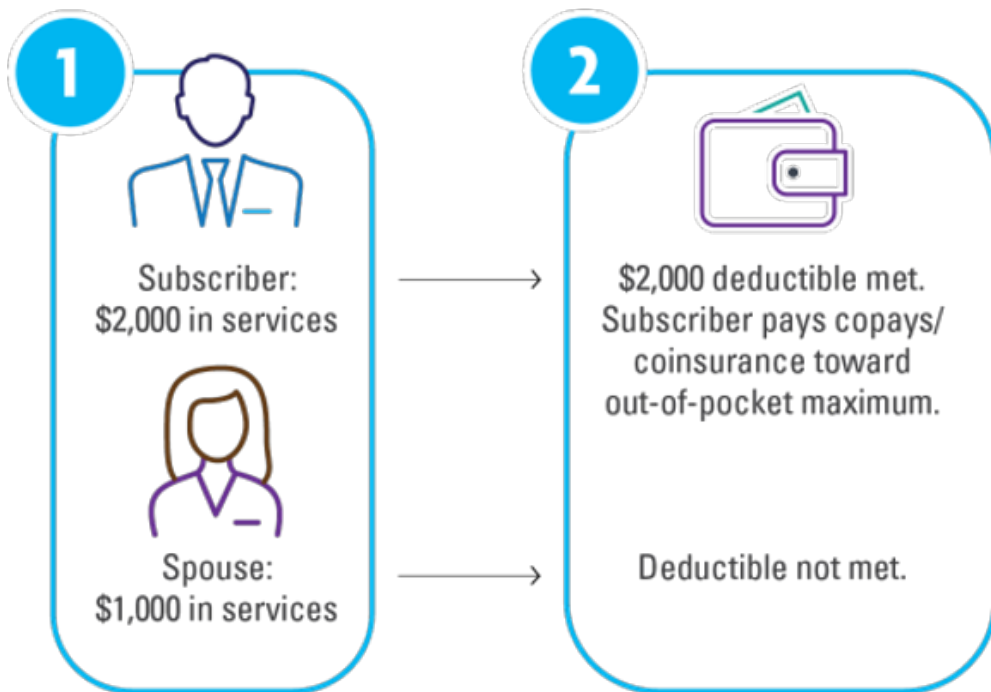 1
Subscriber:
$2,000 in services
Spouse:
$1,000 in services
2
$2,000 deductible met.
Subscriber pays copays/
coinsurance toward
out-of-pocket maximum.
Deductible not met.